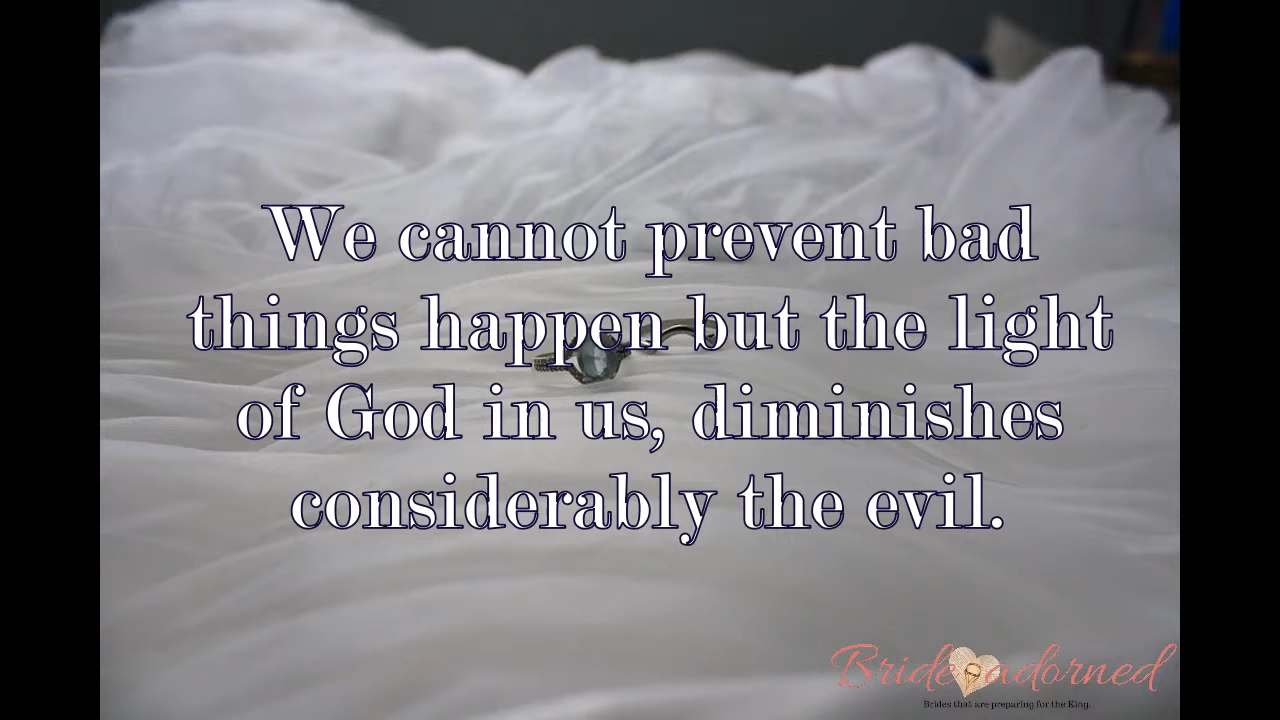 We cannot prevent bad
things happen but the light
of God in us, diminishes
considerably the evil.
Bride adorned
Brides that are preparing for the King.